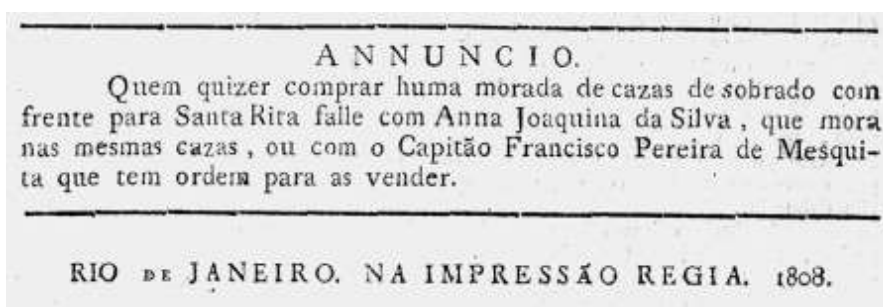 ANNUNCIO.
Quem quizer comprar huma morada de cazas de sobrado com
frente para Santa Rita falle com Anna Joaquina da Silva, que mora
nas mesmas cazas, ou com o Capitão Francisco Pereira de Mesqui-
ta que tem ordem para as vender.
RIO DE JANEIRO. NA IMPRESSÃO REGIA. 1808.